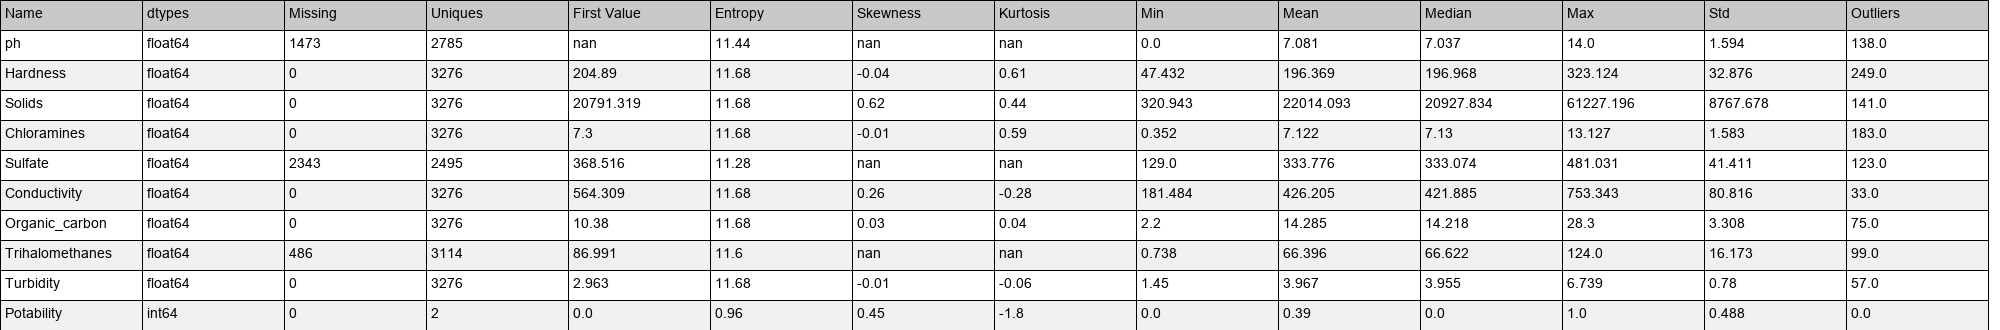 Name dtypes Missing Uniques First Value Entropy Skewness Kurtosis Min Mean Median Max Std Outliers
ph float64 1473 2785 nan 11.44 nan nan 0.0 7.081 7.037 14.0 1.594 138.0
Hardness float64 0 3276 204.89 11.68 -0.04 0.61 47.432 196.369 196.968 323.124 32.876 249.0
Solids float64 0 3276 20791.319 11.68 0.62 0.44 320.943 22014.093 20927.834 61227.196 8767.678 141.0
Chloramines float64 0 3276 7.3 11.68 -0.01 0.59 0.352 7.122 7.13 13.127 1.583 183.0
Sulfate float64 2343 2495 368.516 11.28 nan nan 129.0 333.776 333.074 481.031 41.411 123.0
Conductivity float64 0 3276 564.309 11.68 0.26 -0.28 181.484 426.205 421.885 753.343 80.816 33.0
Organic_carbon float64 0 3276 10.38 11.68 0.03 0.04 2.2 14.285 14.218 28.3 3.308 75.0
Trihalomethanes float64 486 3114 86.991 11.6 nan nan 0.738 66.396 66.622 124.0 16.173 99.0
Turbidity float64 0 3276 2.963 11.68 -0.01 -0.06 1.45 3.967 3.955 6.739 0.78 57.0
Potability int64 0 2 0.0 0.96 0.45 -1.8 0.0 0.39 0.0 1.0 0.488 0.0